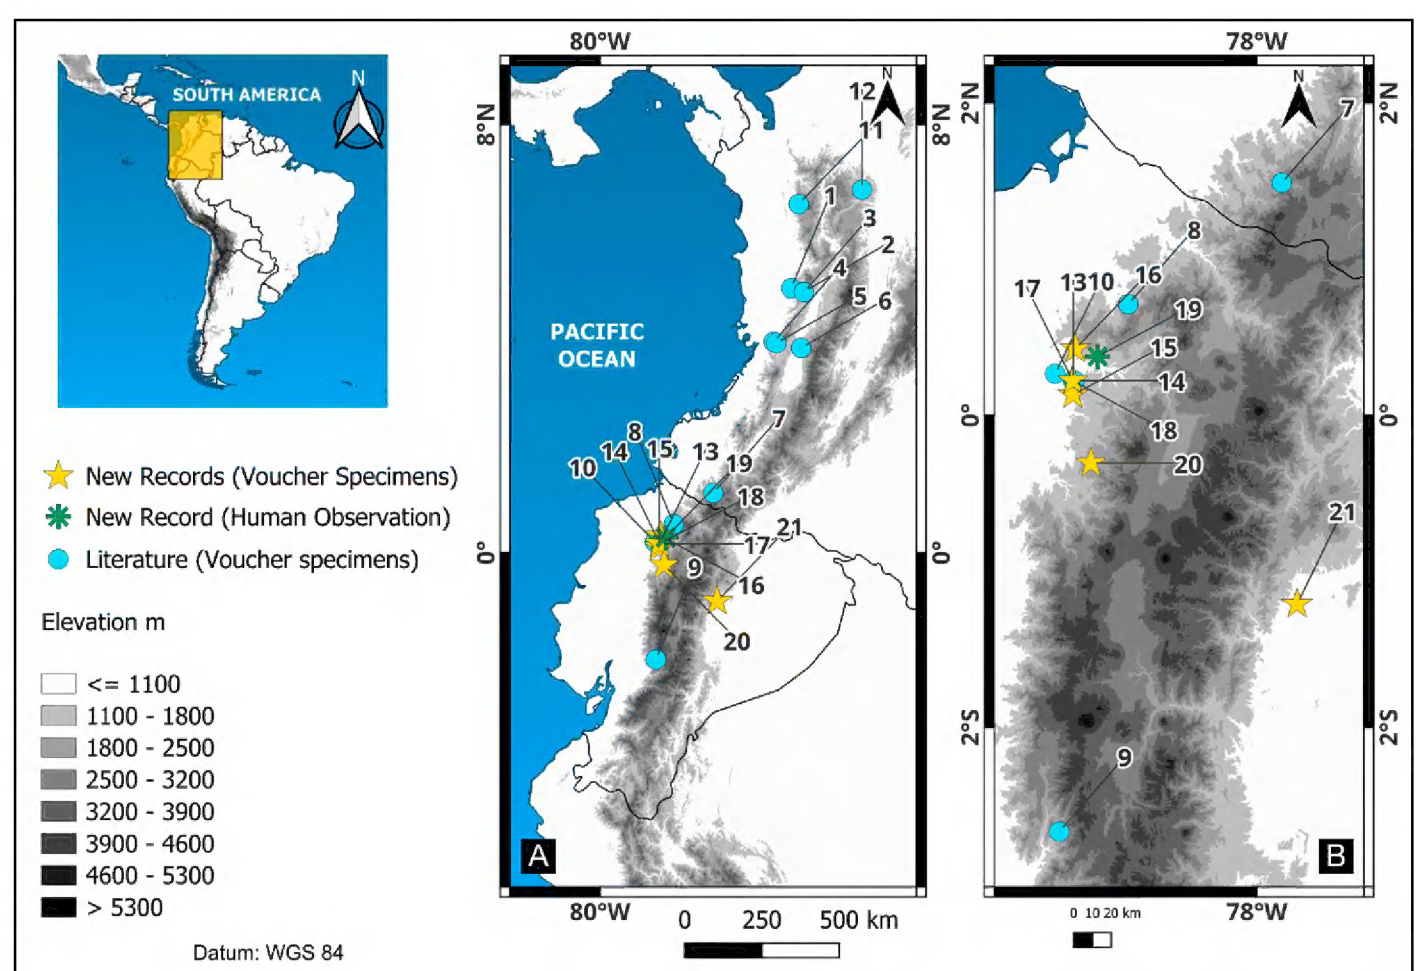 N
SOUTH AMERICA
New Records (Voucher Specimens)
New Record (Human Observation)
Literature (Voucher specimens)
Elevation m
<= 1100
1100 - 1800
1800 - 2500
2500 - 3200
3200 - 3900
3900 - 4600
4600 - 5300
> 5300
Datum: WGS 84
80°W
8°N
8°N
N
12
11
1
3
2
4
5
6
PACIFIC
OCEAN
7
8
15
13
14
19
10
18
21
0°
17
0°
9
16
20
A
80°W
0 250 500 km
78°W
2°N
2°N
N
7
8
16
17
13
10
19
15
14
18
0°
0°
20
21
2°S
2°S
9
B
78°W
0 10 20 km